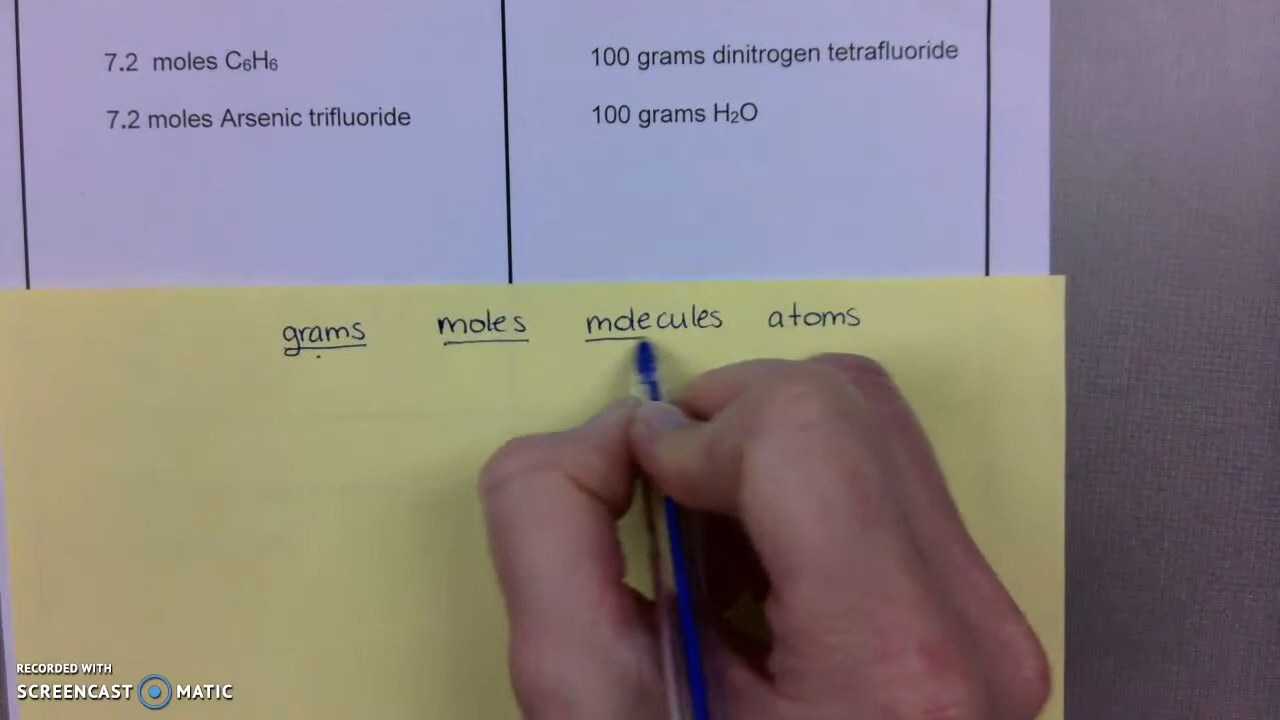 7.2 moles C₆H₆
100 grams dinitrogen tetrafluoride
7.2 moles Arsenic trifluoride
100 grams H₂O
grams moles molecules atoms
RECORDED WITH
SCREENCAST MATIC